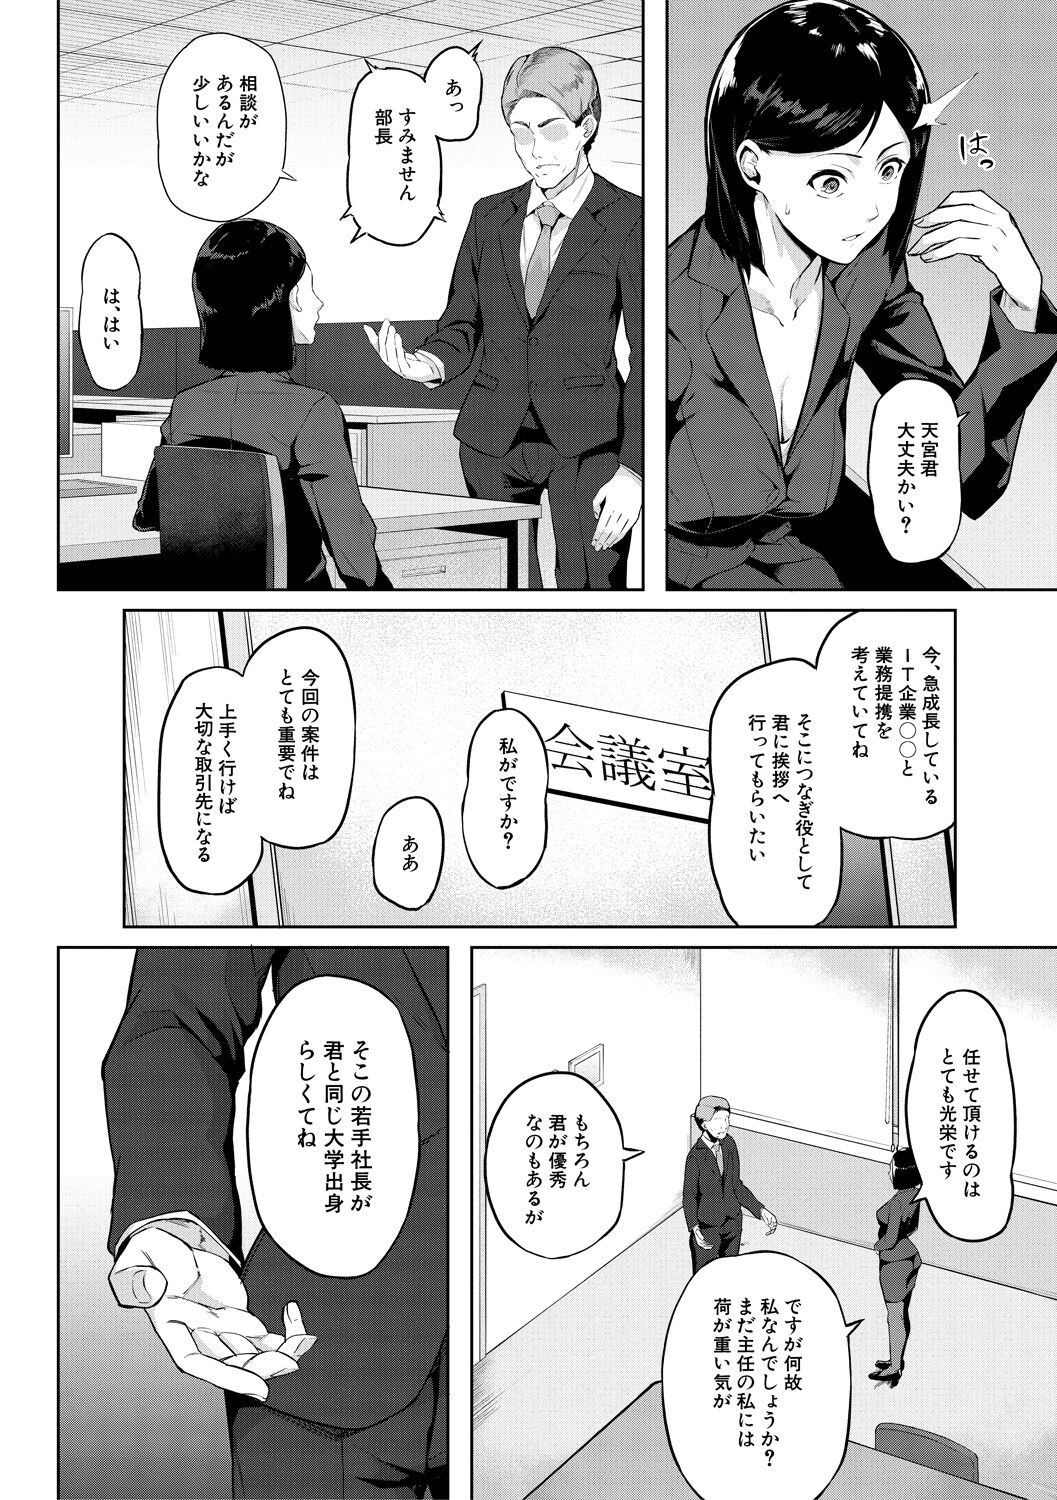 はっ
天宮君
大丈夫かい？
あっ
すみません
部長
相談が
あるんだが
少しいいかな
は、はい
今、急成長している
ＩＴ企業〇〇と
業務提携を
考えていてね
そこにつなぎ役として
君に挨拶へ
行ってもらいたい
会議室
私がですか？
ああ
今回の案件は
とても重要でね
上手く行けば
大切な取引先になる
任せて頂けるのは
とても光栄です
ですが何故
私なんでしょうか？
まだ主任の私には
荷が重い気が
もちろん
君が優秀
なのもあるが
そこの若手社長が
君と同じ大学出身
らしくてね